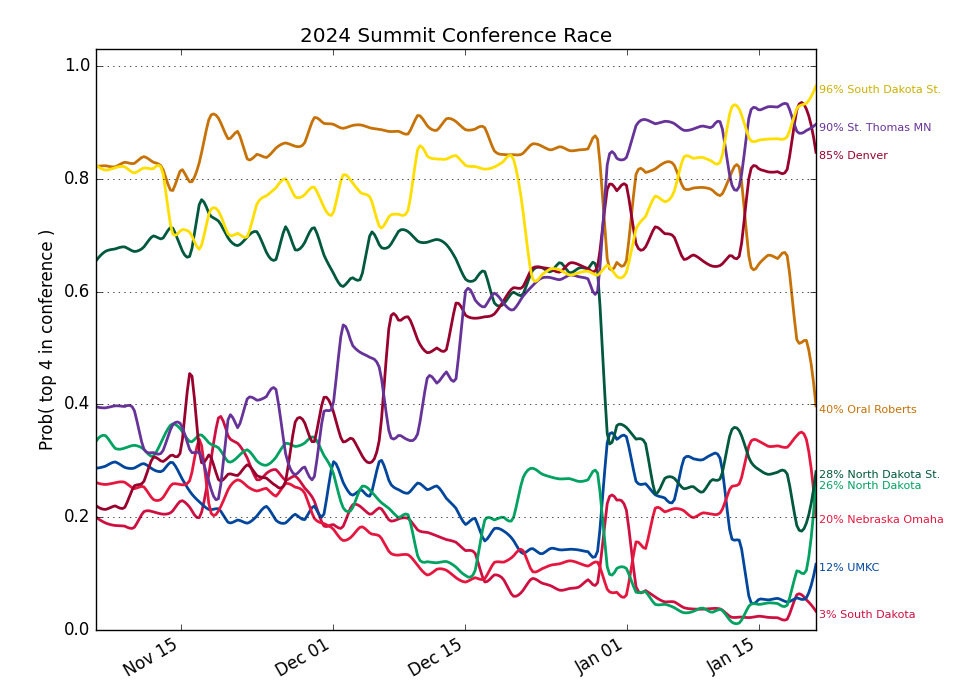 2024 Summit Conference Race
Prob( top 4 in conference )
1.0
0.8
0.6
0.4
0.2
0.0
Nov 15
Dec 01
Dec 15
Jan 01
Jan 15
96% South Dakota St.
90% St. Thomas MN
85% Denver
40% Oral Roberts
28% North Dakota St.
26% North Dakota
20% Nebraska Omaha
12% UMKC
3% South Dakota